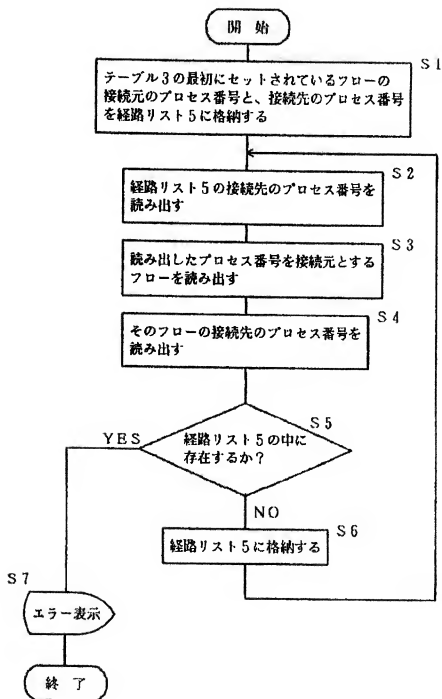 開始
S1
テーブル3の最初にセットされているフローの
接続元のプロセス番号と、接続先のプロセス番号
を経路リスト5に格納する
S2
経路リスト5の接続先のプロセス番号を
読み出す
S3
読み出したプロセス番号を接続元とする
フローを読み出す
S4
そのフローの接続先のプロセス番号を
読み出す
S5
経路リスト5の中に
存在するか?
YES
NO
S6
経路リスト5に格納する
S7
エラー表示
終了